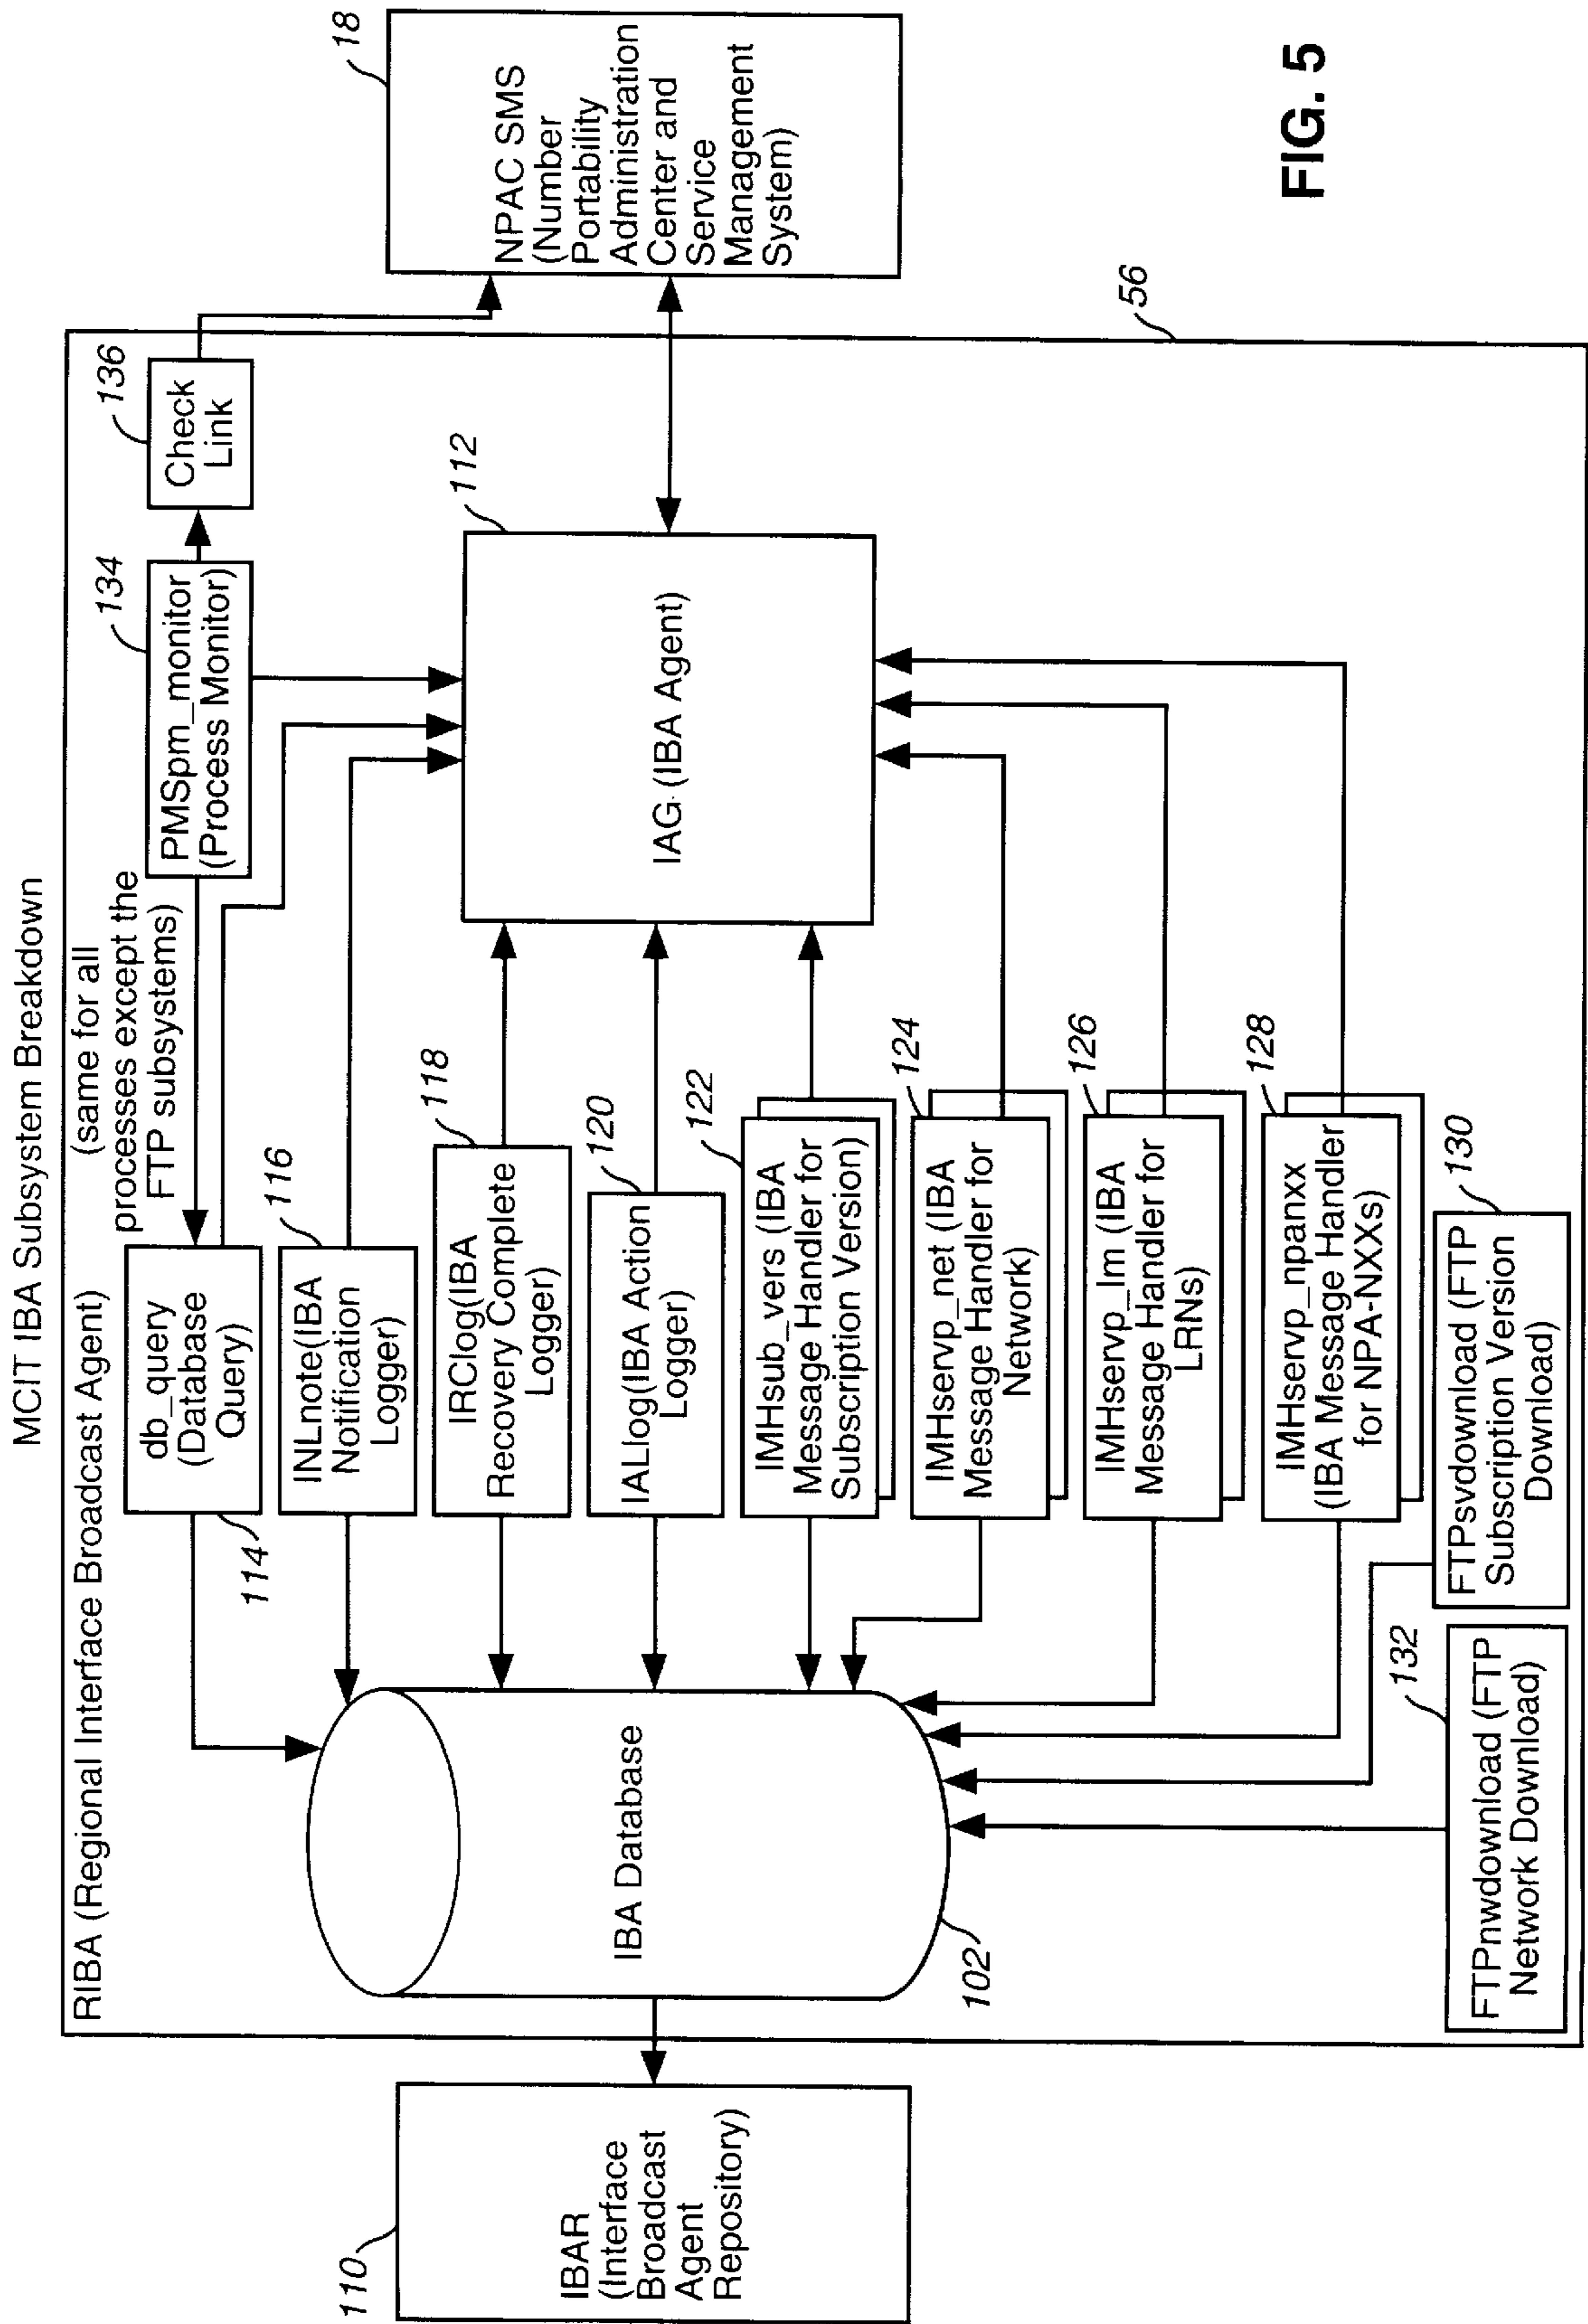 MCIT IBA Subsystem Breakdown
RIBA (Regional Interface Broadcast Agent)
(same for all
processes except the
FTP subsystems)
110
IBAR
(Interface
Broadcast
Agent
Repository)
IBA Database
102
db_query
(Database
Query)
114
INLnote(IBA
Notification
Logger)
116
IRClog(IBA
Recovery Complete
Logger)
118
IALlog(IBA Action
Logger)
120
IMHsub_vers (IBA
Message Handler for
Subscription Version)
122
IMHservp_net (IBA
Message Handler for
Network)
124
IMHservp_lrn (IBA
Message Handler for
LRNs)
126
IMHservp_npanxx
(IBA Message Handler
for NPA-NXXs)
128
FTPsvdownload (FTP
Subscription Version
Download)
130
FTPnwdownload (FTP
Network Download)
132
PMSpm_monitor
(Process Monitor)
134
Check
Link
136
IAG (IBA Agent)
112
NPAC SMS
(Number
Portability
Administration
Center and
Service
Management
System)
18
56
FIG. 5